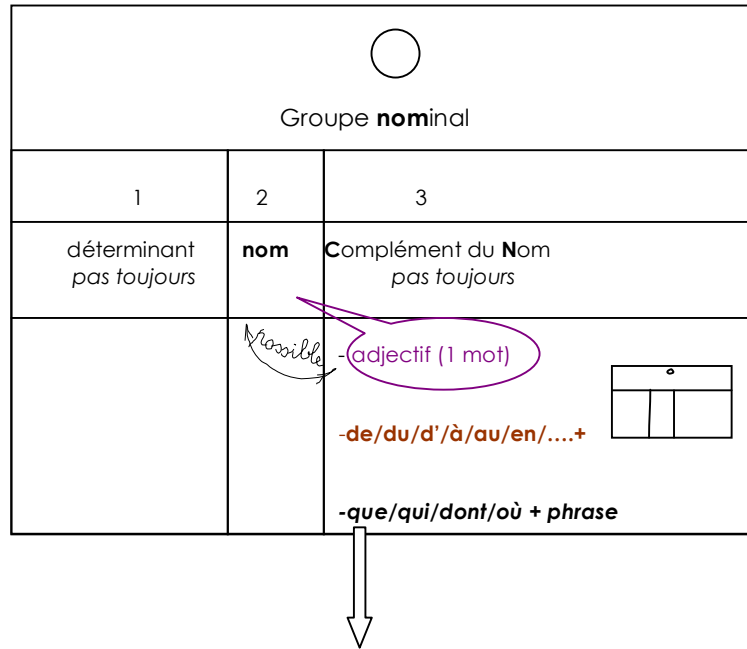 Groupe nominal
1
2
3
déterminant
pas toujours
nom
Complément du Nom
pas toujours
possible
-adjectif (1 mot)
-de/du/d’/à/au/en/….+
-que/qui/dont/où + phrase